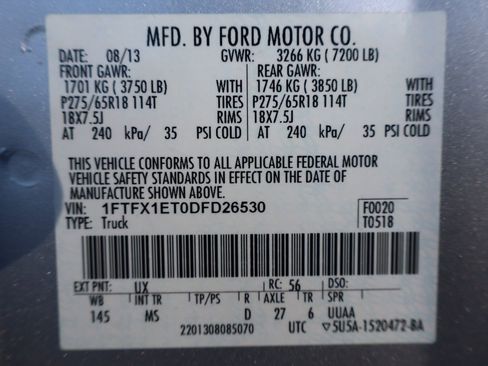 MFD. BY FORD MOTOR CO.
DATE: 08/13 GVWR: 3266 KG (7200 LB)
FRONT GAWR: REAR GAWR:
1701 KG (3750 LB) WITH 1746 KG (3850 LB) WITH
P275/65R18 114T TIRES P275/65R18 114T TIRES
18X7.5J RIMS 18X7.5J RIMS
AT 240 kPa/ 35 PSI COLD AT 240 kPa/ 35 PSI COLD
THIS VEHICLE CONFORMS TO ALL APPLICABLE FEDERAL MOTOR
VEHICLE SAFETY STANDARDS IN EFFECT ON THE DATE OF
MANUFACTURE SHOWN ABOVE.
VIN: 1FTFX1ET0DFD26530 F0020
TYPE: Truck T0518
EXT PNT: UX RC: 56 DSO:
WB INT TR TP/PS R AXLE TR SPR
145 MS D 27 6 UUAA
2201308085070 UTC ▽5U5A-1520472-BA